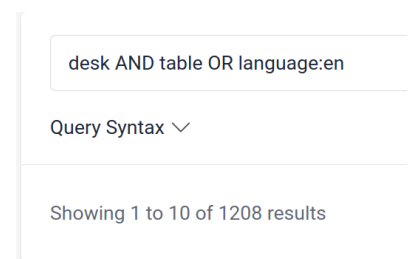 desk AND table OR language:en
Query Syntax
Showing 1 to 10 of 1208 results